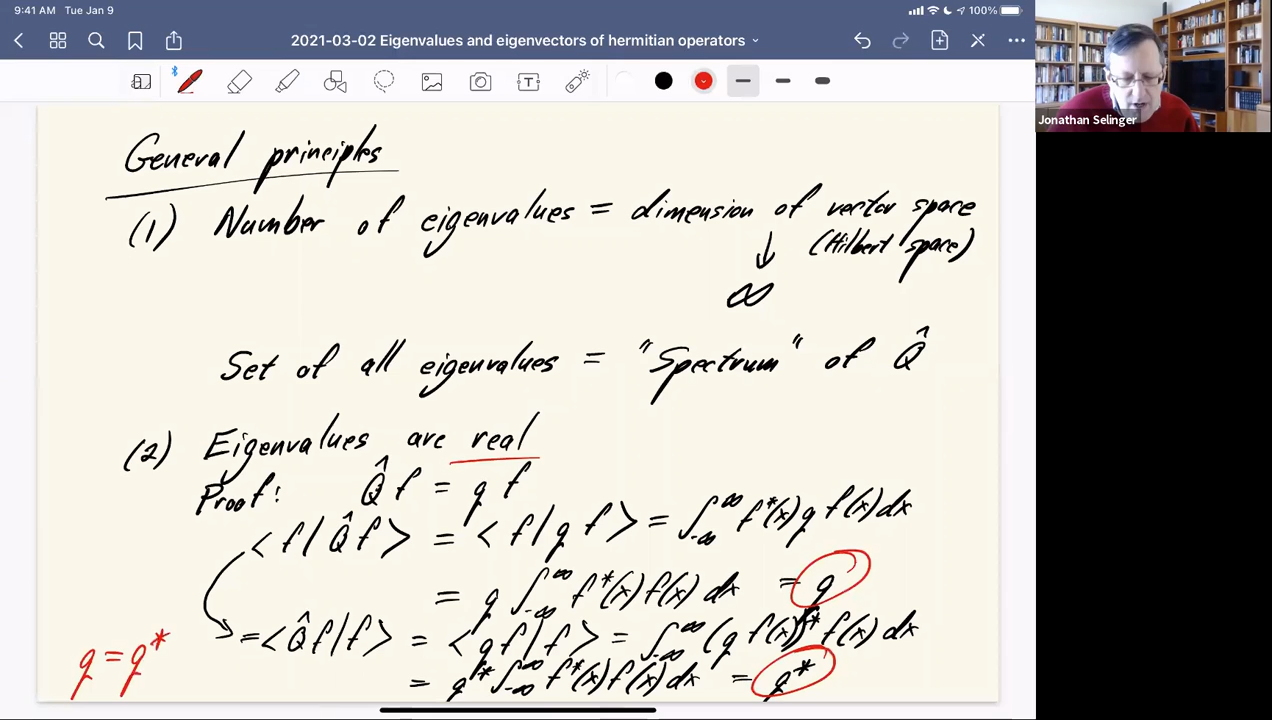 9:41 AM Tue Jan 9
100%
2021-03-02 Eigenvalues and eigenvectors of hermitian operators
Jonathan Selinger
General principles
(1) Number of eigenvalues = dimension of vector space
(Hilbert space)
↓
∞
Set of all eigenvalues = "Spectrum" of Q̂
(2) Eigenvalues are real
Proof: Q̂ f = q f
<f|Q̂f> = <f|q f> = ∫_{-∞}^{∞} f*(x) q f(x) dx
= q ∫_{-∞}^{∞} f*(x) f(x) dx = q
= <Q̂f|f> = <qf|f> = ∫_{-∞}^{∞} (q f(x))* f(x) dx
= q* ∫_{-∞}^{∞} f*(x) f(x) dx = q*
q = q*